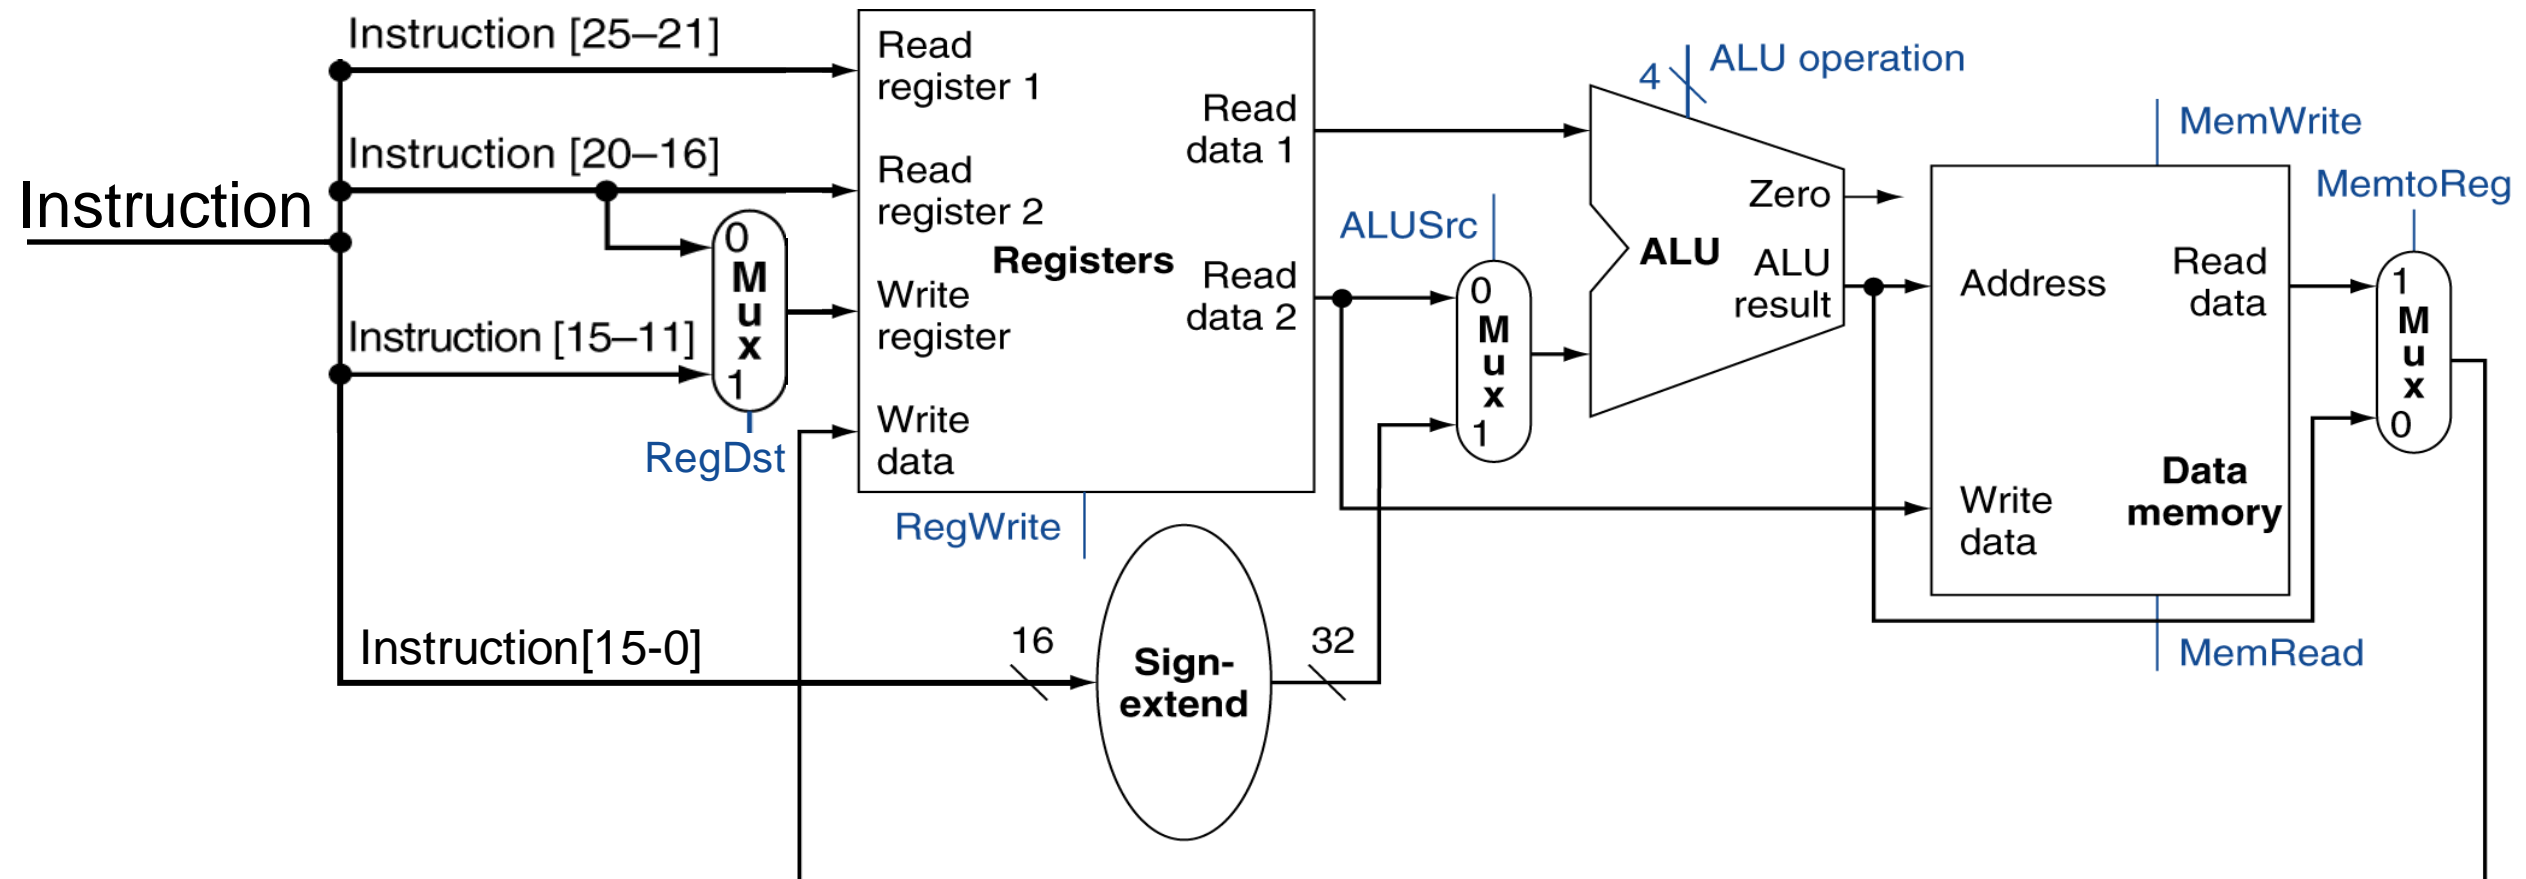 Instruction
Instruction [25–21]
Instruction [20–16]
Instruction [15–11]
Instruction[15-0]
0
M
u
x
1
RegDst
Read
register 1
Read
register 2
Write
register
Write
data
Registers
Read
data 1
Read
data 2
RegWrite
16
Sign-
extend
32
ALUSrc
0
M
u
x
1
4
ALU operation
ALU
Zero
ALU
result
MemWrite
Address
Read
data
Write
data
Data
memory
MemRead
MemtoReg
1
M
u
x
0